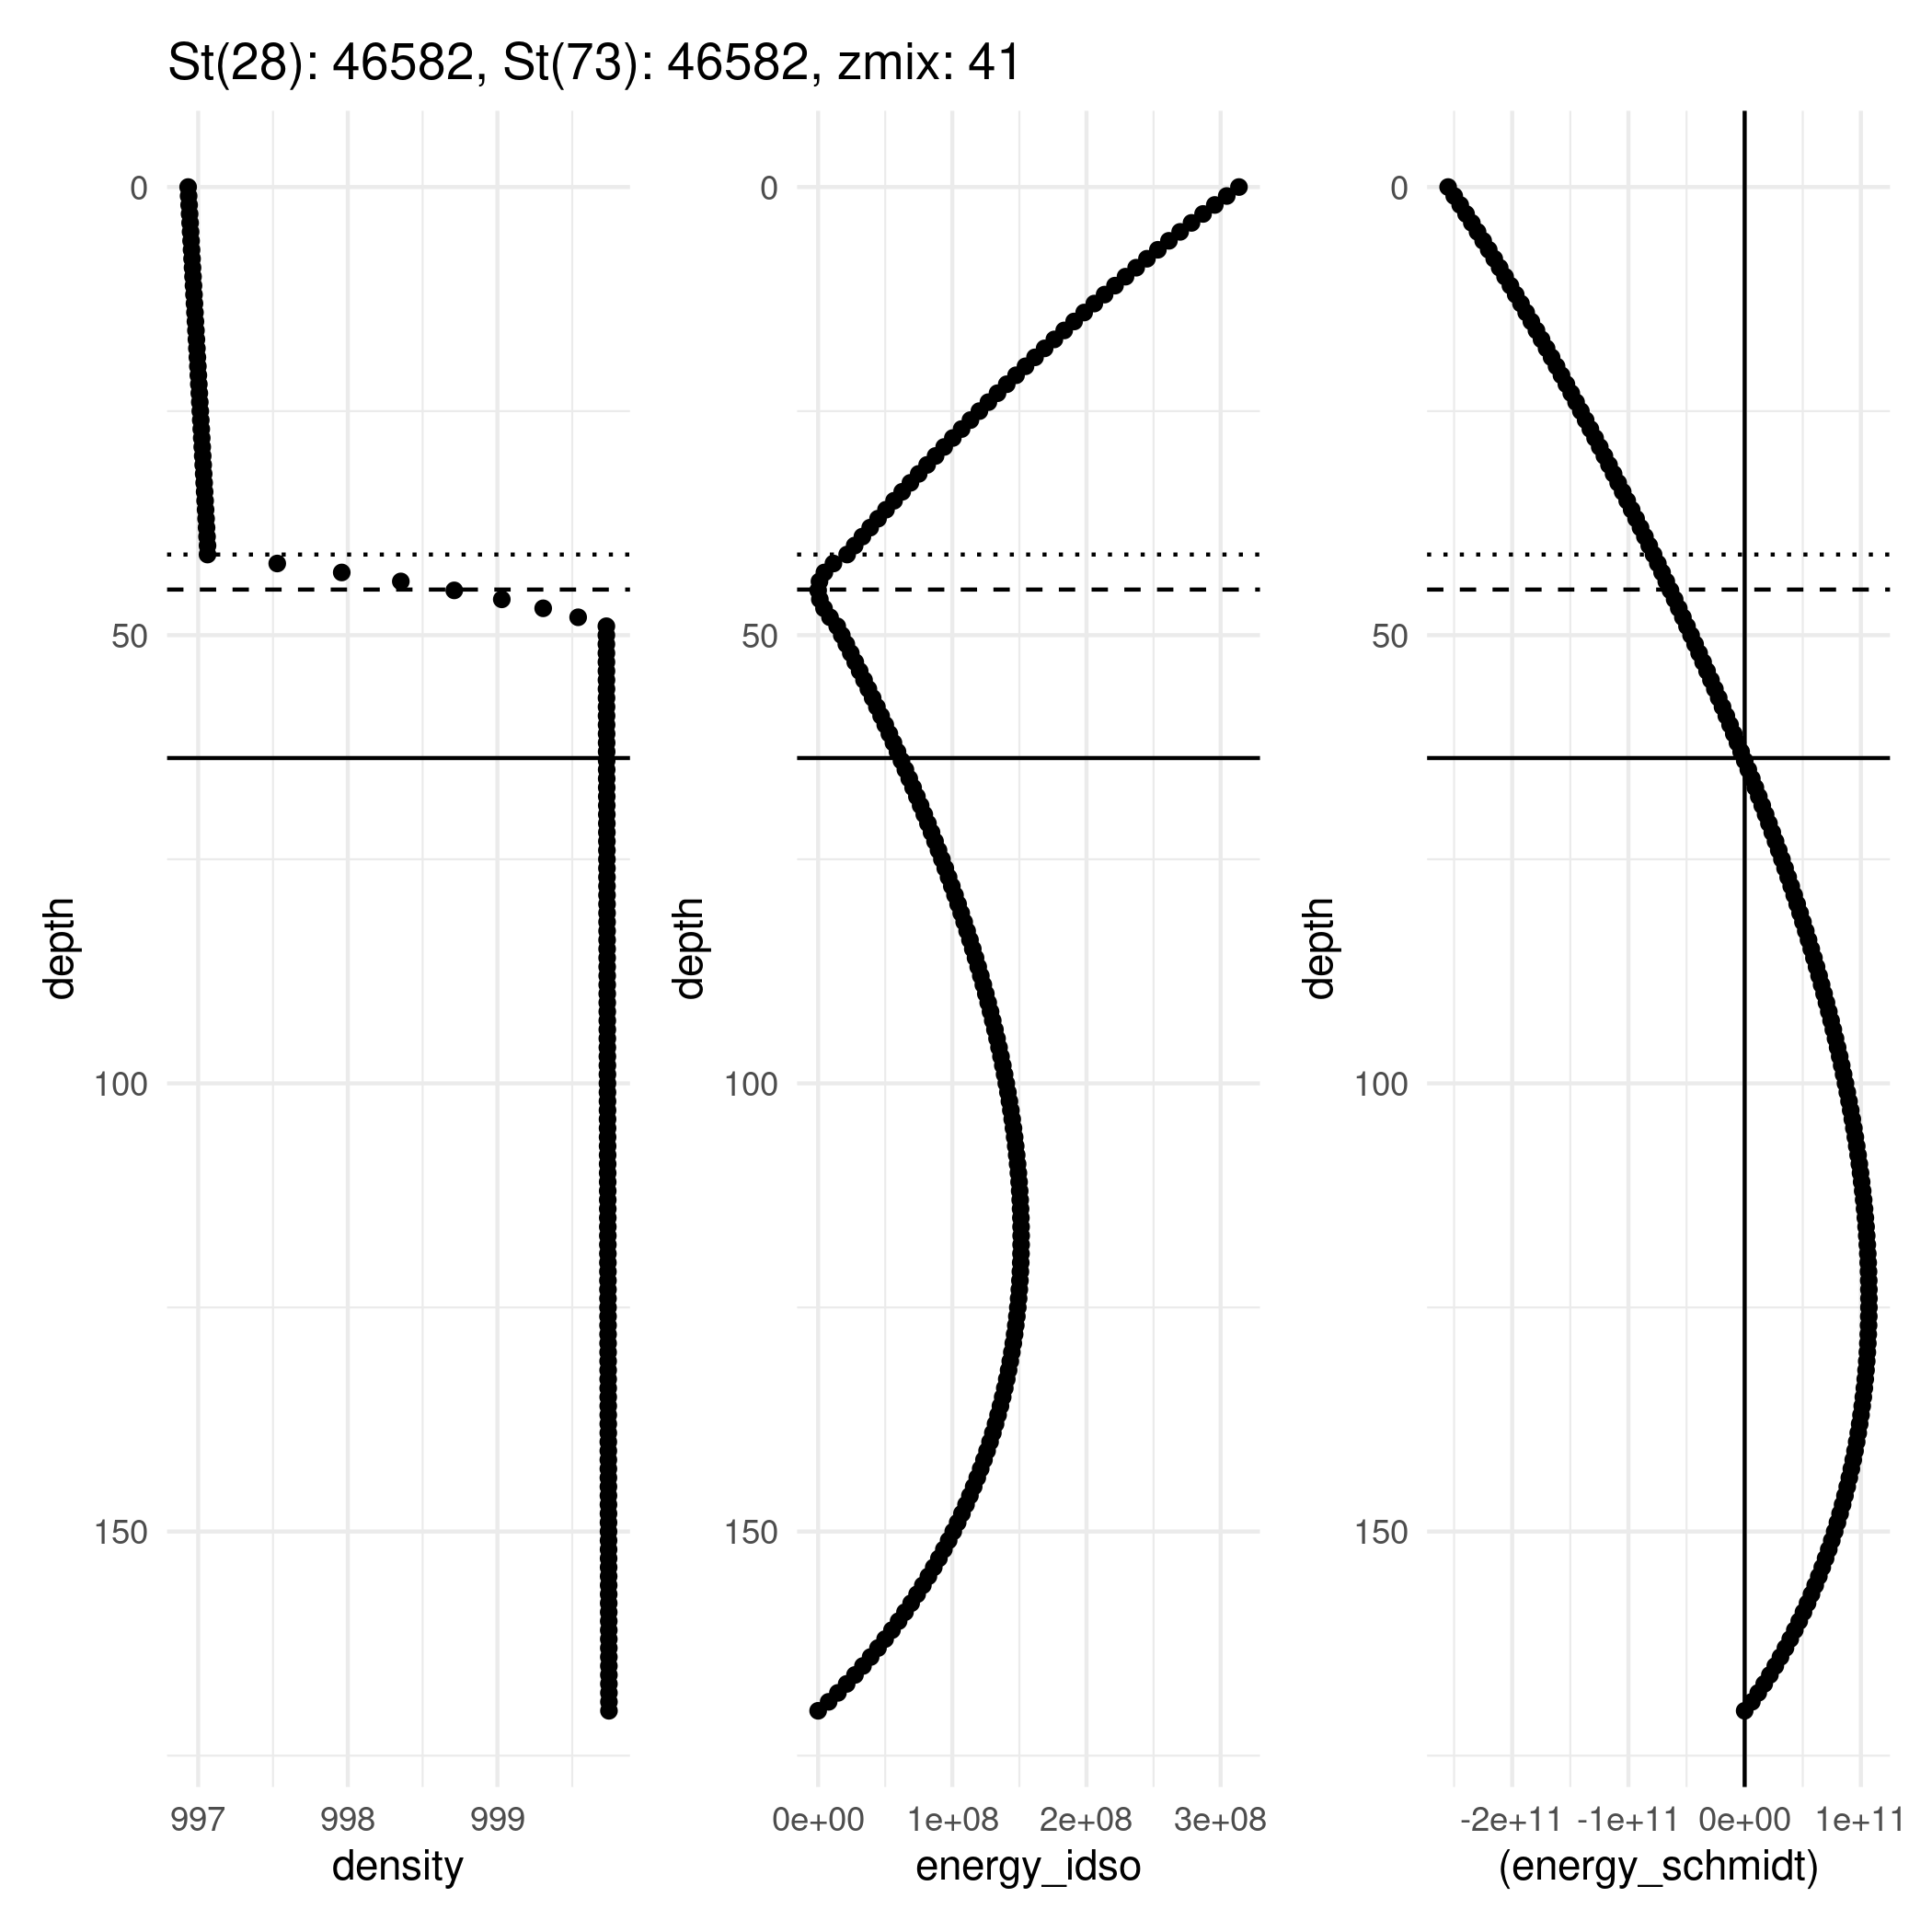 St(28): 46582, St(73): 46582, zmix: 41
0
50
100
150
depth
997 998 999
density
0
50
100
150
depth
0e+00 1e+08 2e+08 3e+08
energy_idso
0
50
100
150
depth
-2e+11 -1e+11 0e+00 1e+11
(energy_schmidt)